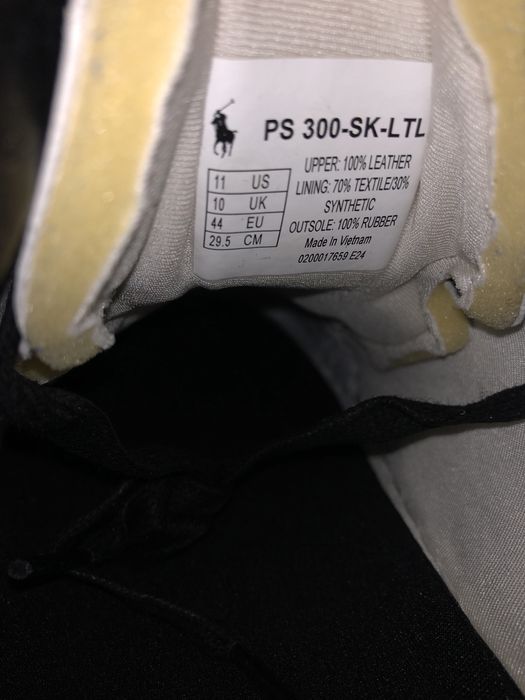 PS 300-SK-LTL
UPPER: 100% LEATHER
LINING: 70% TEXTILE/30%
SYNTHETIC
OUTSOLE: 100% RUBBER
Made In Vietnam
0200017659 E24
11 US
10 UK
44 EU
29.5 CM